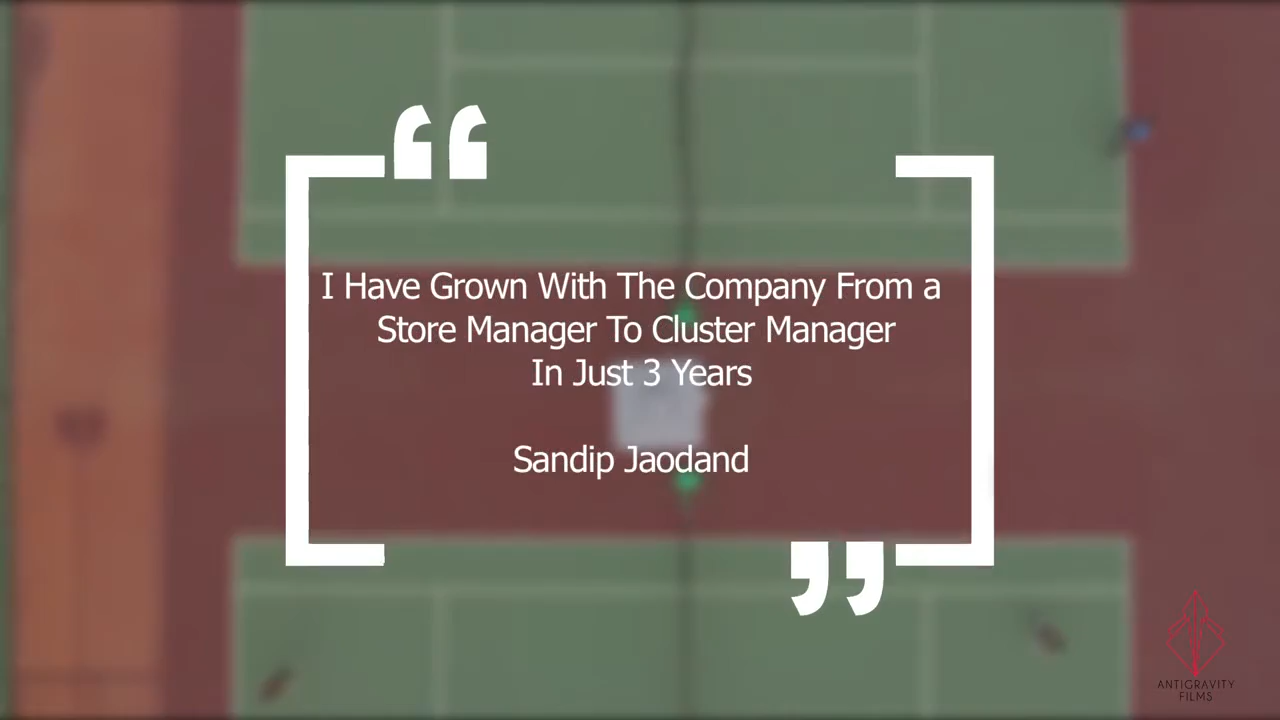 “
I Have Grown With The Company From a
Store Manager To Cluster Manager
In Just 3 Years
Sandip Jaodand
”
ANTIGRAVITY
FILMS